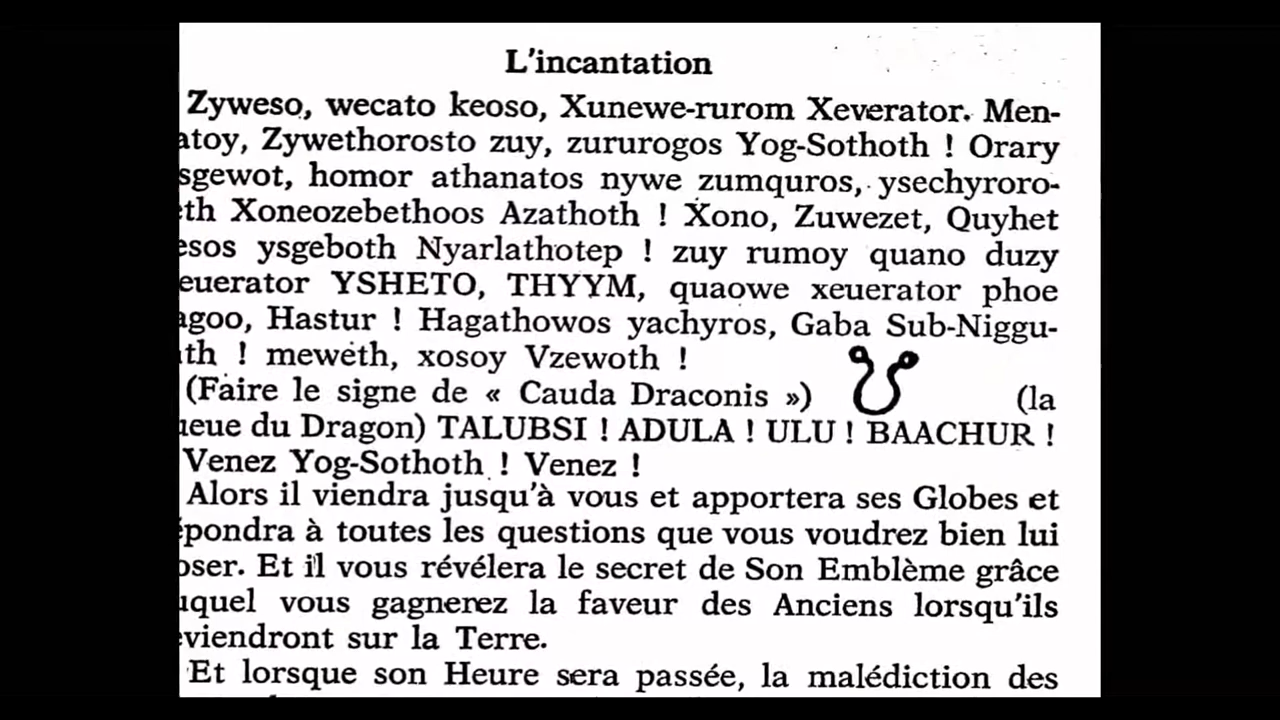 L'incantation
Zyweso, wecato keoso, Xunewe-rurom Xeverator. Men-
atoy, Zywethorosto zuy, zururogos Yog-Sothoth ! Orary
sgewot, homor athanatos nywe zumquros, ysechyroro-
th Xoneozebethoos Azathoth ! Xono, Zuwezet, Quyhet
esos ysgeboth Nyarlathotep ! zuy rumoy quano duzy
euerator YSHETO, THYYM, quaowe xeuerator phoe
agoo, Hastur ! Hagathowos yachyros, Gaba Sub-Niggu-
th ! meweth, xosoy Vzewoth !
(Faire le signe de « Cauda Draconis ») (la
ueue du Dragon) TALUBSI ! ADULA ! ULU ! BAACHUR !
Venez Yog-Sothoth ! Venez !
Alors il viendra jusqu'à vous et apportera ses Globes et
épondra à toutes les questions que vous voudrez bien lui
oser. Et il vous révélera le secret de Son Emblème grâce
uquel vous gagnerez la faveur des Anciens lorsqu'ils
eviendront sur la Terre.
Et lorsque son Heure sera passée, la malédiction des